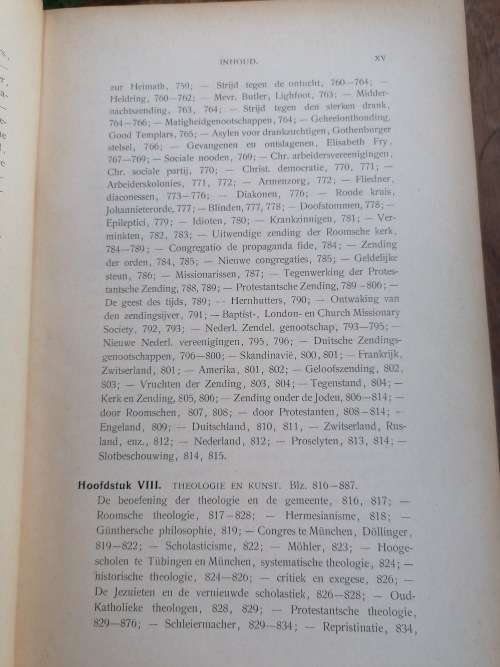 INHOUD. XV
zur Heimath, 759; — Strijd tegen de ontucht, 760—764; —
Heldring, 760—762; — Mevr. Butler, Lighfoot, 763; — Midder-
nachtszending, 763, 764; — Strijd tegen den sterken drank,
764—766; — Matigheidgenootschappen, 764; — Geheelonthonding,
Good Templars, 765; — Asylen voor drankzuchtigen, Gothenburger
stelsel, 766; — Gevangenen en ontslagenen, Elisabeth Fry,
767—769; — Sociale nooden, 769; — Chr. arbeidersvereenigingen,
Chr. sociale partij, 770; — Christ. democratie, 770, 771; —
Arbeiderskolonies, 771, 772; — Armenzorg, 772; — Fliedner,
diaconessen, 773—776; — Diakonen, 776; — Roode kruis,
Johannieterorde, 777; — Blinden, 777, 778; — Doofstommen, 778; —
Epileptici, 779; — Idioten, 780; — Krankzinnigen, 781; — Ver-
minkten, 782, 783; — Uitwendige zending der Roomsche kerk,
784—789; — Congregatio de propaganda fide, 784; — Zending
der orden, 784, 785; — Nieuwe congregaties, 785; — Geldelijke
steun, 786; — Missionarissen, 787; — Tegenwerking der Protes-
tantsche Zending, 788, 789; — Protestantsche Zending, 789—806; —
De geest des tijds, 789; — Hernhutters, 790; — Ontwaking van
den zendingsijver, 791; — Baptist-, London- en Church Missionary
Society, 792, 793; — Nederl. Zendel. genootschap, 793—795; —
Nieuwe Nederl. vereenigingen, 795, 796; — Duitsche Zendings-
genootschappen, 796—800; — Skandinavië, 800, 801; — Frankrijk,
Zwitserland, 801; — Amerika, 801, 802; — Geloofszending, 802,
803; — Vruchten der Zending, 803, 804; — Tegenstand, 804; —
Kerk en Zending, 805, 806; — Zending onder de Joden, 806—814; —
door Roomschen, 807, 808; — door Protestanten, 808—814; —
Engeland, 809; — Duitschland, 810, 811, — Zwitserland, Rus-
land, enz., 812; — Nederland, 812; — Proselyten, 813, 814; —
Slotbeschouwing, 814, 815.
Hoofdstuk VIII. THEOLOGIE EN KUNST. Blz. 816—887.
De beoefening der theologie en de gemeente, 816, 817; —
Roomsche theologie, 817—828; — Hermesianisme, 818; —
Günthersche philosophie, 819; — Congres te München, Döllinger,
819—822; — Scholasticisme, 822; — Möhler, 823; — Hooge-
scholen te Tübingen en München, systematische theologie, 824; —
historische theologie, 824—826; — critiek en exegese, 826; —
De Jezuieten en de vernieuwde scholastiek, 826—828; — Oud-
Katholieke theologen, 828, 829; — Protestantsche theologie,
829—876; — Schleiermacher, 829—834; — Repristinatie, 834,